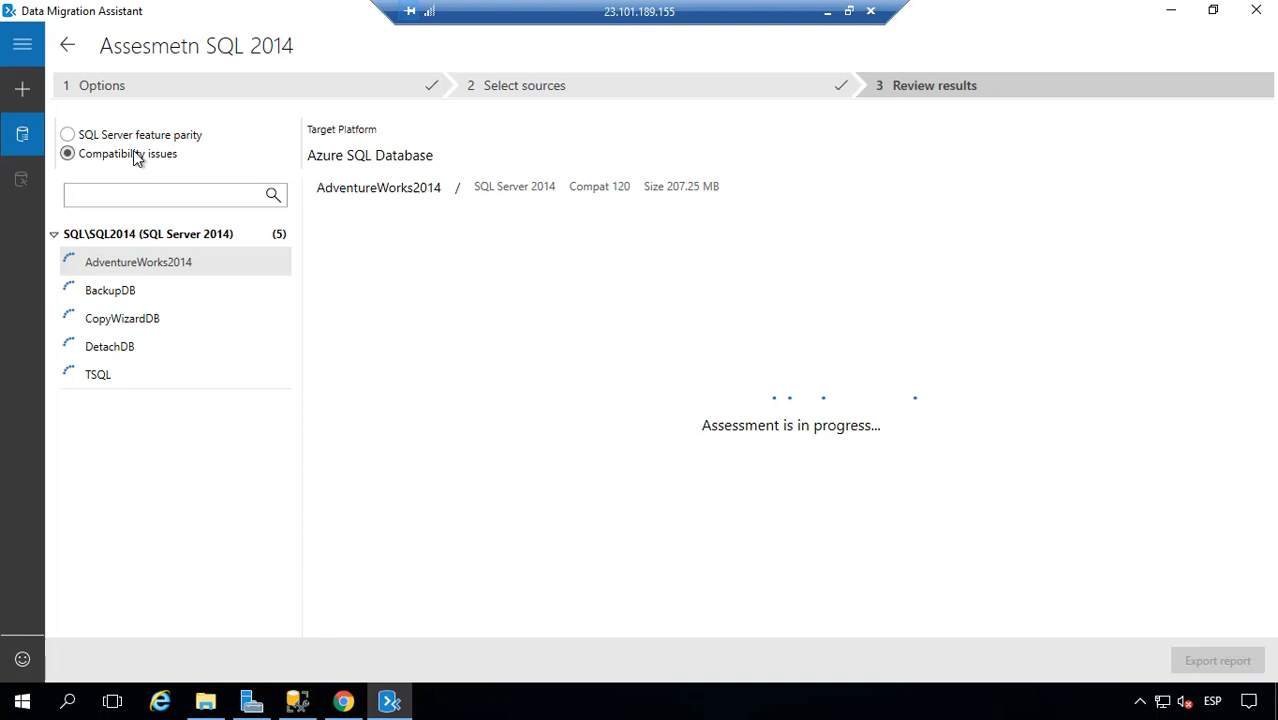 Data Migration Assistant
23.101.189.155
Assesmetn SQL 2014
1 Options
2 Select sources
3 Review results
SQL Server feature parity
Compatibility issues
Target Platform
Azure SQL Database
AdventureWorks2014 / SQL Server 2014 Compat 120 Size 207.25 MB
SQL\SQL2014 (SQL Server 2014) (5)
AdventureWorks2014
BackupDB
CopyWizardDB
DetachDB
TSQL
Assessment is in progress...
Export report
ESP